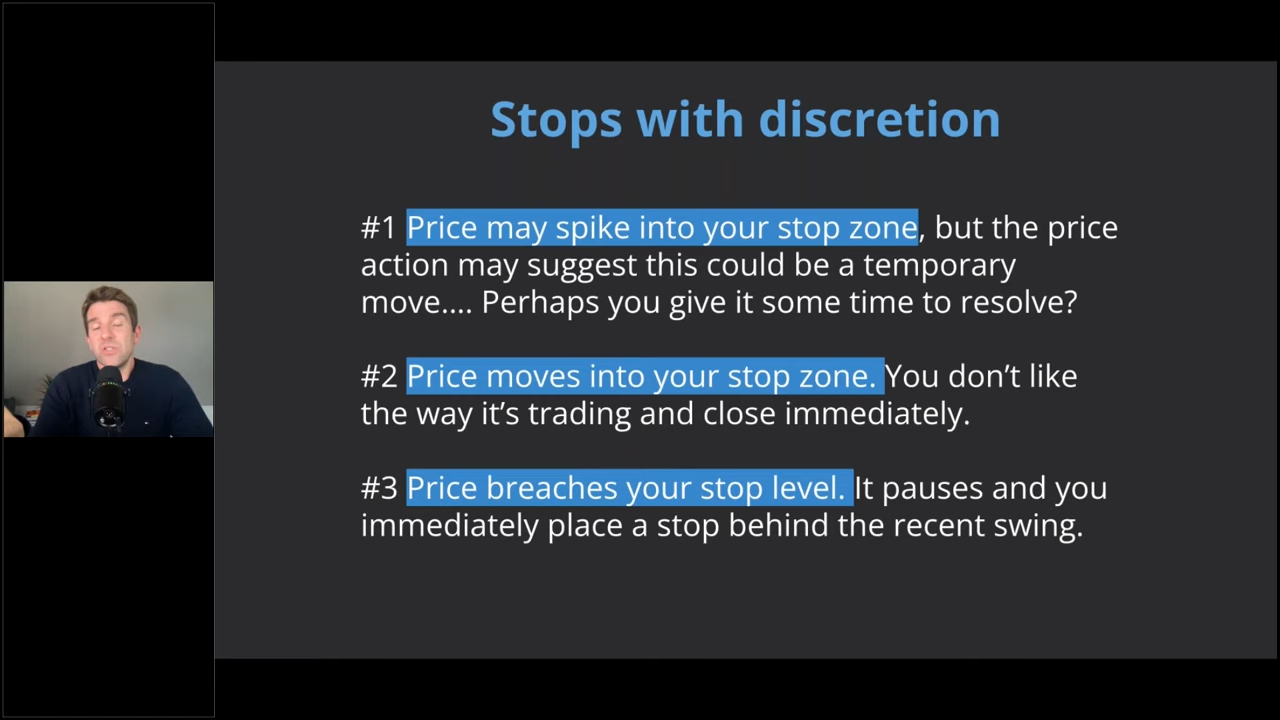 Stops with discretion
#1 Price may spike into your stop zone, but the price
action may suggest this could be a temporary
move.... Perhaps you give it some time to resolve?
#2 Price moves into your stop zone. You don’t like
the way it’s trading and close immediately.
#3 Price breaches your stop level. It pauses and you
immediately place a stop behind the recent swing.